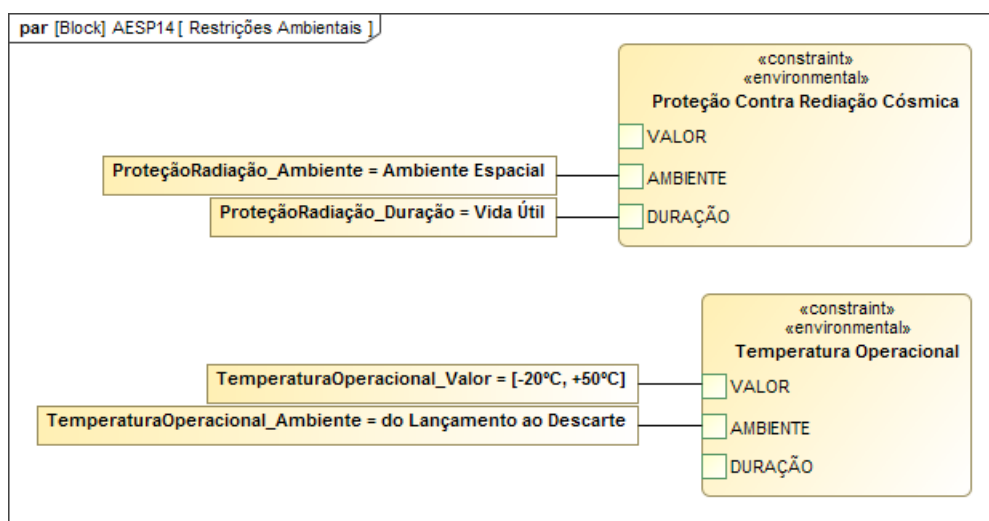 par [Block] AESP14 [ Restrições Ambientais ]
«constraint»
«environmental»
Proteção Contra Rediação Cósmica
VALOR
ProteçãoRadiação_Ambiente = Ambiente Espacial
AMBIENTE
ProteçãoRadiação_Duração = Vida Útil
DURAÇÃO
«constraint»
«environmental»
Temperatura Operacional
TemperaturaOperacional_Valor = [-20ºC, +50ºC]
VALOR
TemperaturaOperacional_Ambiente = do Lançamento ao Descarte
AMBIENTE
DURAÇÃO